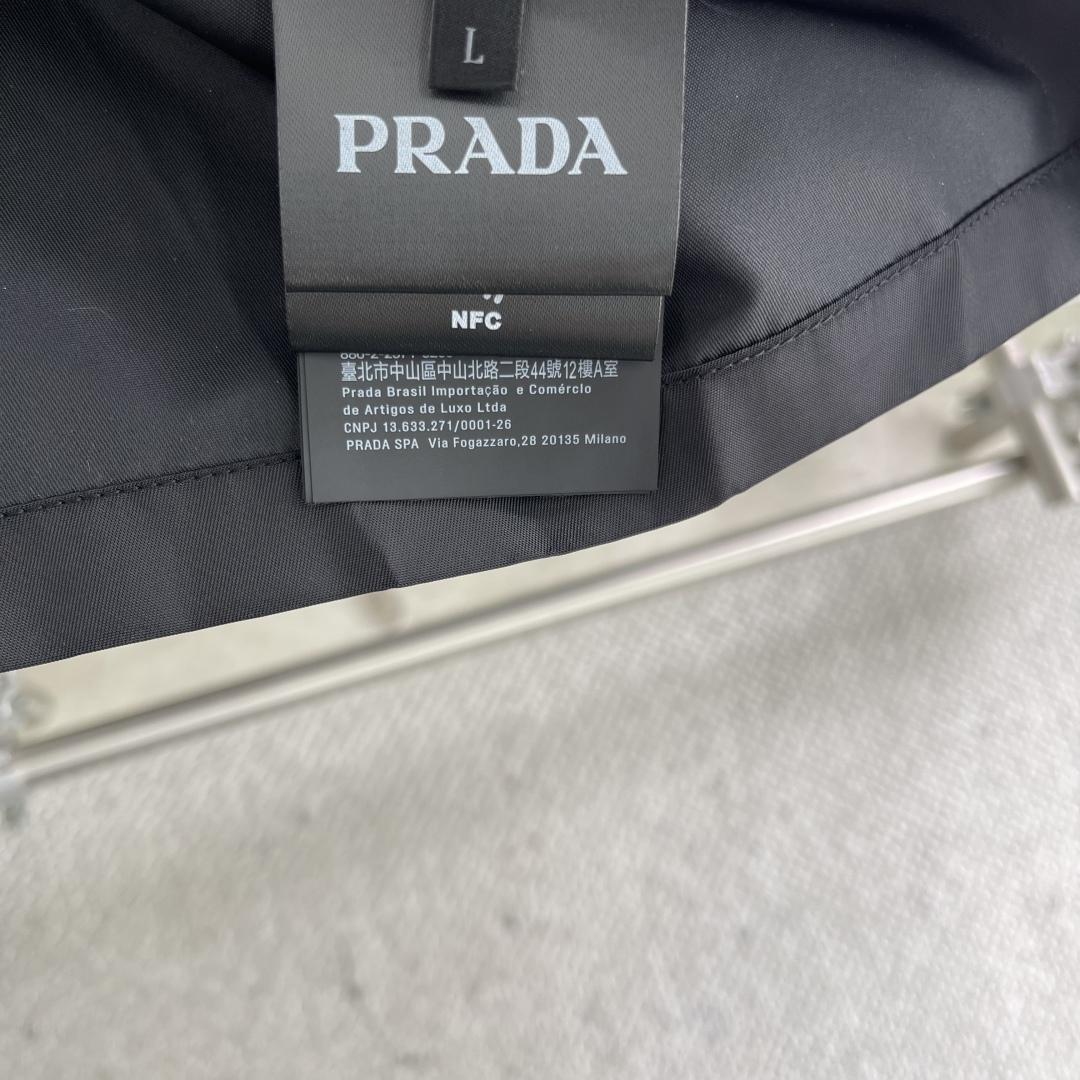 L
PRADA
NFC
臺北市中山區中山北路二段44號12樓A室
Prada Brasil Importação e Comércio
de Artigos de Luxo Ltda
CNPJ 13.633.271/0001-26
PRADA SPA Via Fogazzaro,28 20135 Milano